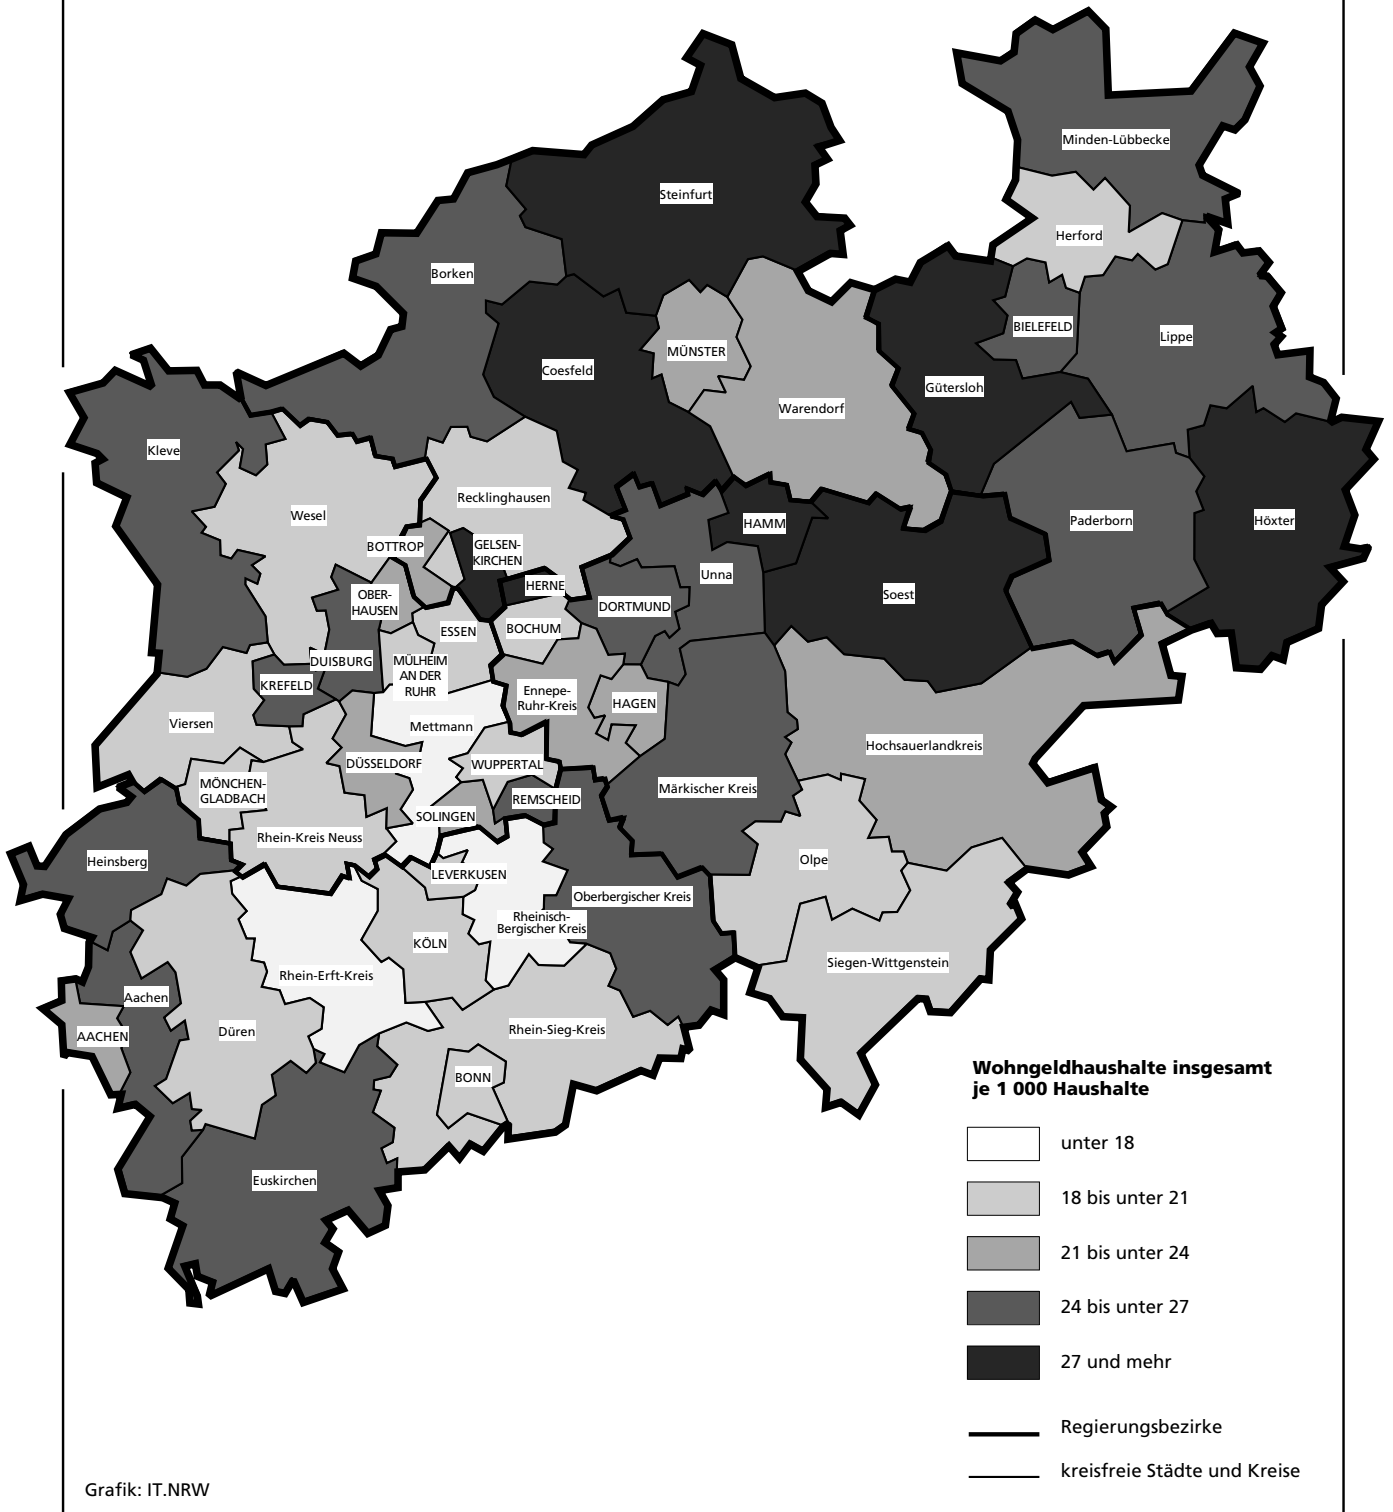 Minden-Lübbecke
Steinfurt
Herford
Borken
BIELEFELD
Lippe
MÜNSTER
Coesfeld
Gütersloh
Warendorf
Kleve
Recklinghausen
Wesel
HAMM
Paderborn
Höxter
BOTTROP
GELSEN-
KIRCHEN
Unna
HERNE
Soest
OBER-
HAUSEN
DORTMUND
ESSEN
BOCHUM
DUISBURG
MÜLHEIM
AN DER
RUHR
KREFELD
Ennepe-
Ruhr-Kreis
HAGEN
Viersen
Mettmann
Hochsauerlandkreis
DÜSSELDORF
WUPPERTAL
MÖNCHEN-
GLADBACH
Märkischer Kreis
REMSCHEID
SOLINGEN
Rhein-Kreis Neuss
Heinsberg
Olpe
LEVERKUSEN
Oberbergischer Kreis
Rheinisch-
Bergischer Kreis
KÖLN
Siegen-Wittgenstein
Rhein-Erft-Kreis
Aachen
Düren
Rhein-Sieg-Kreis
AACHEN
BONN
Euskirchen
Wohngeldhaushalte insgesamt
je 1 000 Haushalte
unter 18
18 bis unter 21
21 bis unter 24
24 bis unter 27
27 und mehr
Regierungsbezirke
kreisfreie Städte und Kreise
Grafik: IT.NRW